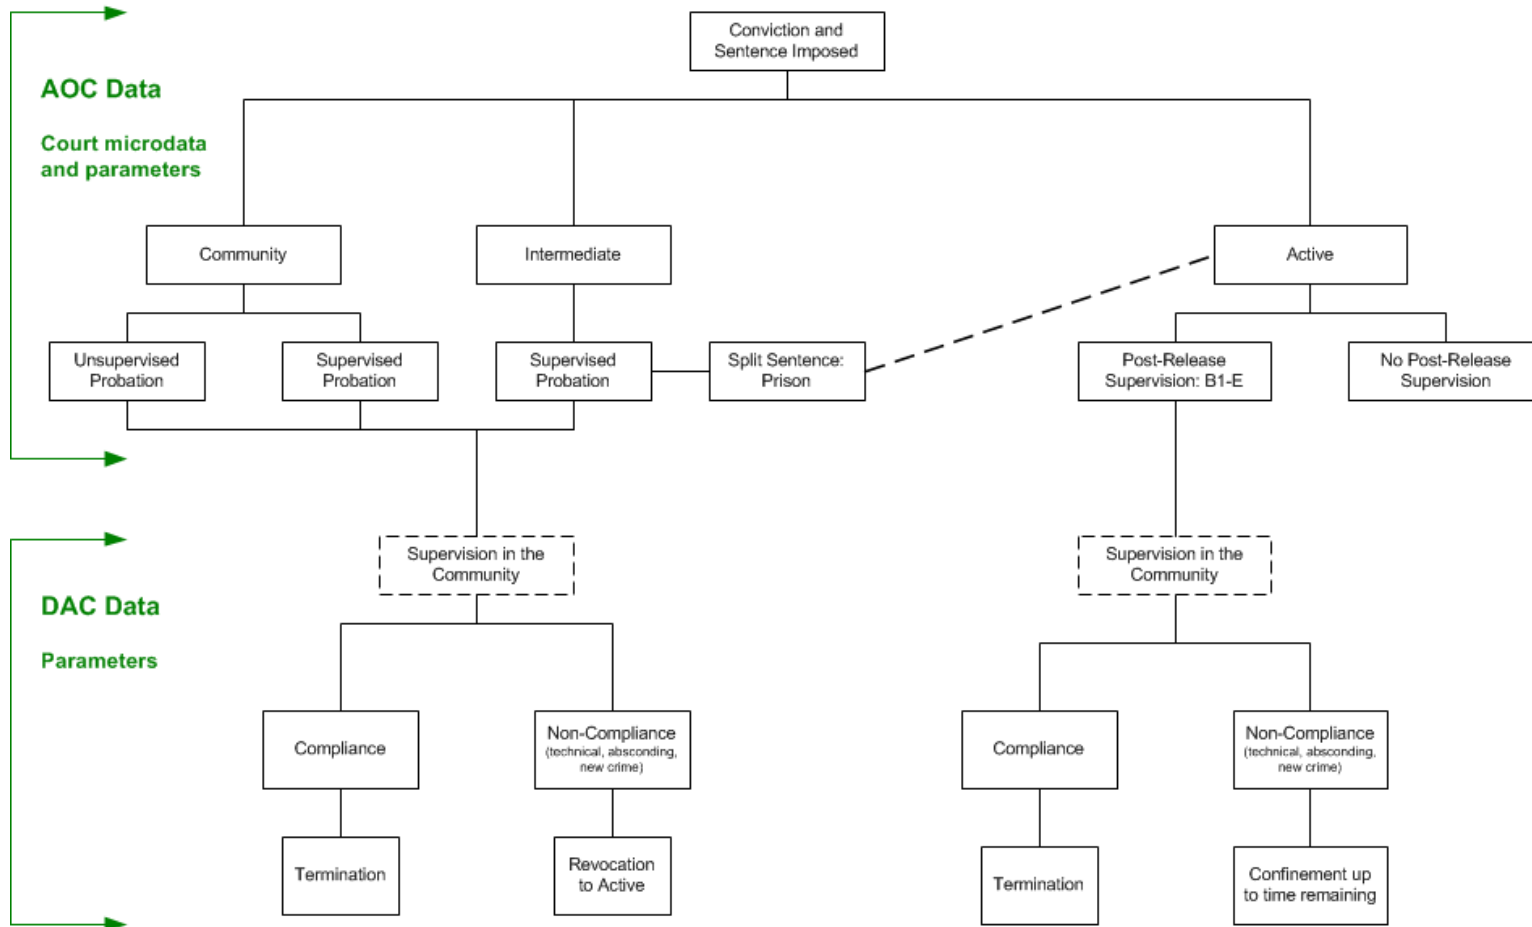 Conviction and
Sentence Imposed
AOC Data
Court microdata
and parameters
Community
Intermediate
Active
Unsupervised
Probation
Supervised
Probation
Supervised
Probation
Split Sentence:
Prison
Post-Release
Supervision: B1-E
No Post-Release
Supervision
Supervision in the
Community
Supervision in the
Community
DAC Data
Parameters
Compliance
Non-Compliance
(technical, absconding,
new crime)
Compliance
Non-Compliance
(technical, absconding,
new crime)
Termination
Revocation
to Active
Termination
Confinement up
to time remaining